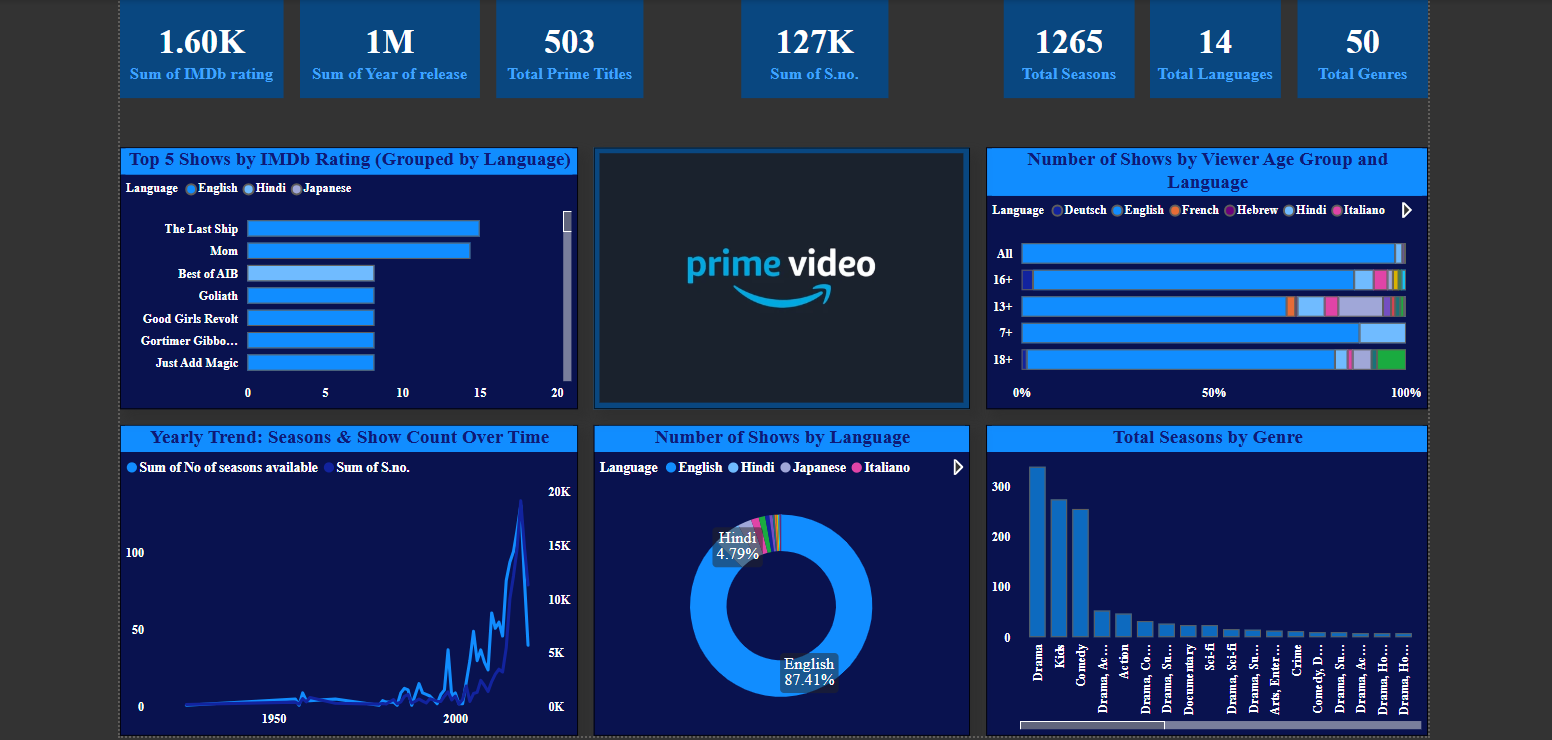 1.60K
Sum of IMDb rating
1M
Sum of Year of release
503
Total Prime Titles
127K
Sum of S.no.
1265
Total Seasons
14
Total Languages
50
Total Genres
Top 5 Shows by IMDb Rating (Grouped by Language)
Language English Hindi Japanese
The Last Ship
Mom
Best of AIB
Goliath
Good Girls Revolt
Gortimer Gibbo…
Just Add Magic
0 5 10 15 20
prime video
Number of Shows by Viewer Age Group and
Language
Language Deutsch English French Hebrew Hindi Italiano
All
16+
13+
7+
18+
0% 50% 100%
Yearly Trend: Seasons & Show Count Over Time
Sum of No of seasons available Sum of S.no.
20K
15K
100
10K
50
5K
0 0K
1950 2000
Number of Shows by Language
Language English Hindi Japanese Italiano
Hindi
4.79%
English
87.41%
Total Seasons by Genre
300
200
100
0
Drama
Kids
Comedy
Drama, Ac…
Action
Drama, Co…
Drama, Su…
Documentary
Sci-fi
Drama, Sci-fi
Drama, Su…
Arts, Enter…
Crime
Comedy, D…
Drama, Su…
Drama, Ac…
Drama, Ho…
Drama, Ho…